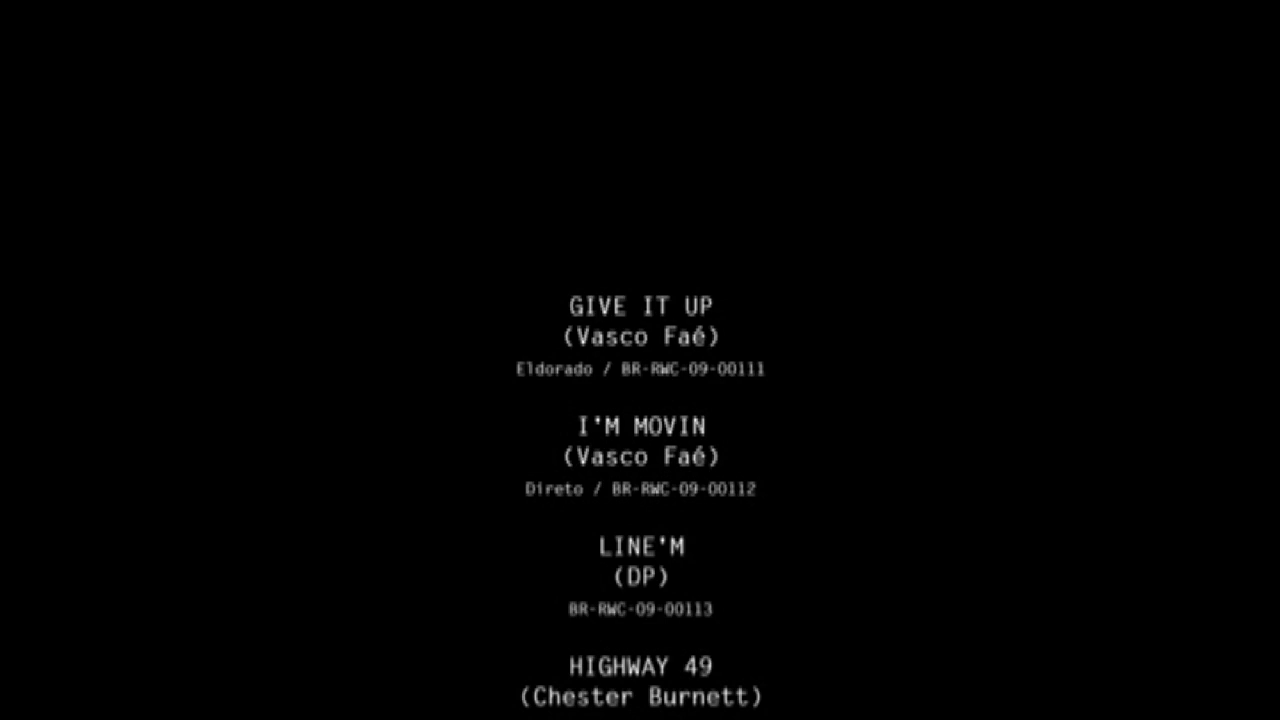 GIVE IT UP
(Vasco Faé)
Eldorado / BR-RWC-09-00111
I'M MOVIN
(Vasco Faé)
Direto / BR-RWC-09-00112
LINE'M
(DP)
BR-RWC-09-00113
HIGHWAY 49
(Chester Burnett)